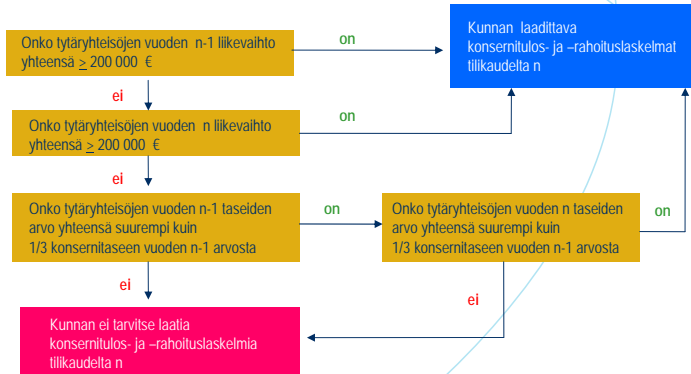 Onko tytäryhteisöjen vuoden n-1 liikevaihto
yhteensä > 200 000 €
on
Kunnan laadittava
konsernitulos- ja –rahoituslaskelmat
tilikaudelta n
ei
Onko tytäryhteisöjen vuoden n liikevaihto
yhteensä > 200 000 €
on
ei
Onko tytäryhteisöjen vuoden n-1 taseiden
arvo yhteensä suurempi kuin
1/3 konsernitaseen vuoden n-1 arvosta
on
Onko tytäryhteisöjen vuoden n taseiden
arvo yhteensä suurempi kuin
1/3 konsernitaseen vuoden n-1 arvosta
on
ei
ei
Kunnan ei tarvitse laatia
konsernitulos- ja –rahoituslaskelmia
tilikaudelta n